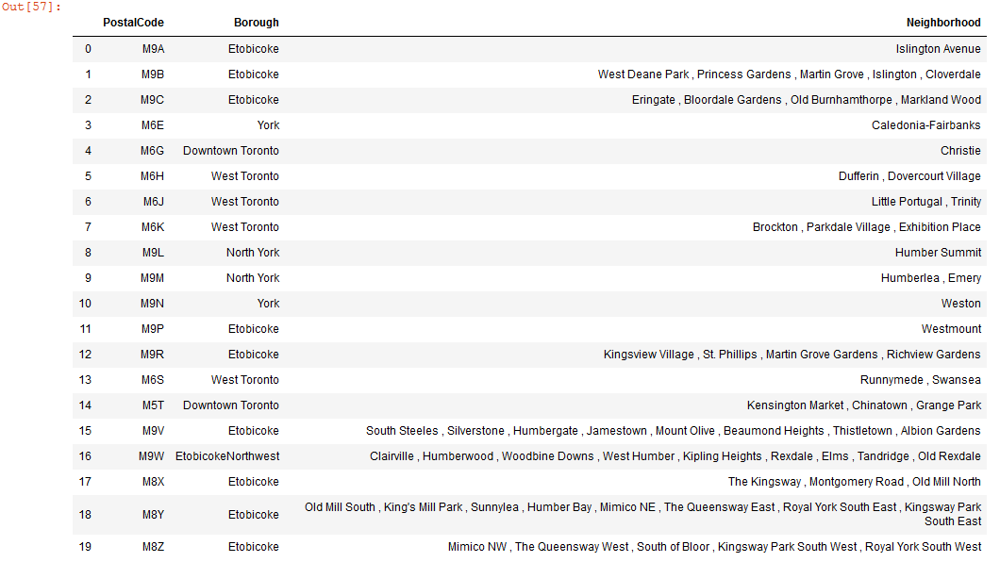 Out[57]:
PostalCode Borough Neighborhood
0 M9A Etobicoke Islington Avenue
1 M9B Etobicoke West Deane Park , Princess Gardens , Martin Grove , Islington , Cloverdale
2 M9C Etobicoke Eringate , Bloordale Gardens , Old Burnhamthorpe , Markland Wood
3 M6E York Caledonia-Fairbanks
4 M6G Downtown Toronto Christie
5 M6H West Toronto Dufferin , Dovercourt Village
6 M6J West Toronto Little Portugal , Trinity
7 M6K West Toronto Brockton , Parkdale Village , Exhibition Place
8 M9L North York Humber Summit
9 M9M North York Humberlea , Emery
10 M9N York Weston
11 M9P Etobicoke Westmount
12 M9R Etobicoke Kingsview Village , St. Phillips , Martin Grove Gardens , Richview Gardens
13 M6S West Toronto Runnymede , Swansea
14 M5T Downtown Toronto Kensington Market , Chinatown , Grange Park
15 M9V Etobicoke South Steeles , Silverstone , Humbergate , Jamestown , Mount Olive , Beaumond Heights , Thistletown , Albion Gardens
16 M9W EtobicokeNorthwest Clairville , Humberwood , Woodbine Downs , West Humber , Kipling Heights , Rexdale , Elms , Tandridge , Old Rexdale
17 M8X Etobicoke The Kingsway , Montgomery Road , Old Mill North
18 M8Y Etobicoke Old Mill South , King's Mill Park , Sunnylea , Humber Bay , Mimico NE , The Queensway East , Royal York South East , Kingsway Park
South East
19 M8Z Etobicoke Mimico NW , The Queensway West , South of Bloor , Kingsway Park South West , Royal York South West